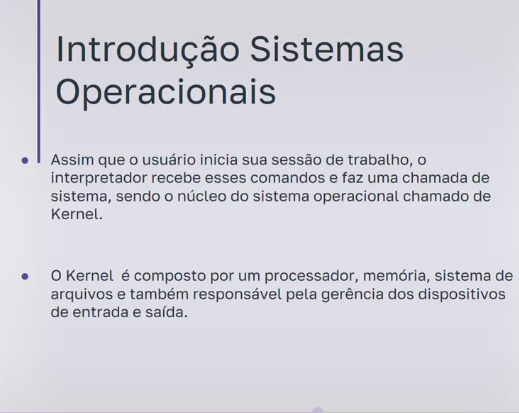 Introdução Sistemas
Operacionais
• Assim que o usuário inicia sua sessão de trabalho, o
interpretador recebe esses comandos e faz uma chamada de
sistema, sendo o núcleo do sistema operacional chamado de
Kernel.
• O Kernel é composto por um processador, memória, sistema de
arquivos e também responsável pela gerência dos dispositivos
de entrada e saída.